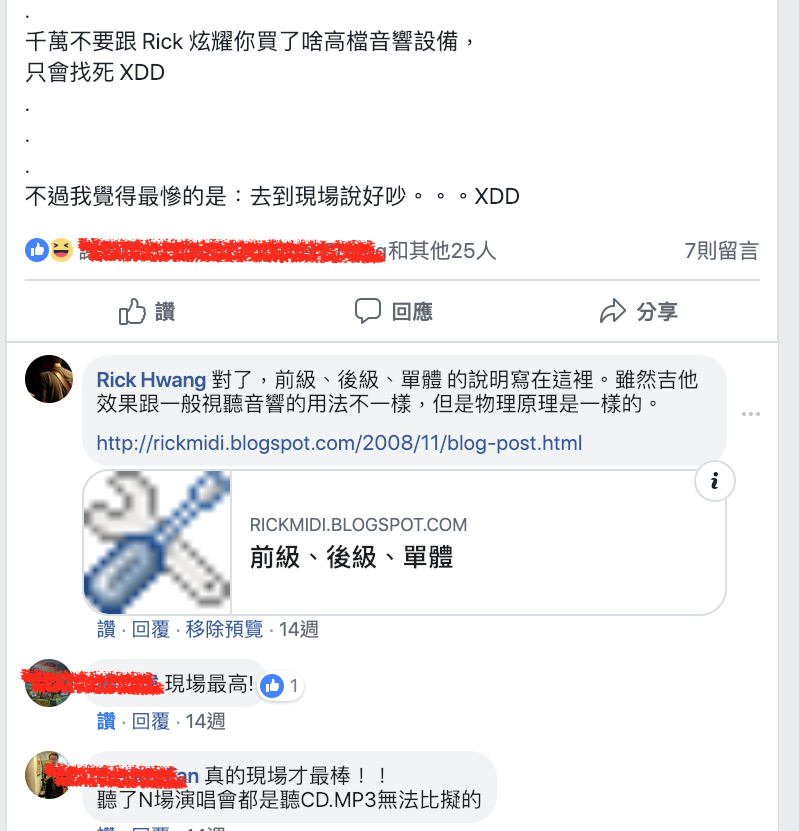 .
千萬不要跟 Rick 炫耀你買了啥高檔音響設備，
只會找死 XDD
.
.
.
不過我覺得最慘的是：去到現場說好吵。。。XDD
和其他25人
7則留言
讚
回應
分享
Rick Hwang 對了，前級、後級、單體 的說明寫在這裡。雖然吉他
效果跟一般視聽音響的用法不一樣，但是物理原理是一樣的。
http://rickmidi.blogspot.com/2008/11/blog-post.html
i
RICKMIDI.BLOGSPOT.COM
前級、後級、單體
讚 · 回覆 · 移除預覽 · 14週
現場最高!
1
讚 · 回覆 · 14週
an 真的現場才最棒！！
聽了N場演唱會都是聽CD.MP3無法比擬的
讚 · 回覆 · 14週